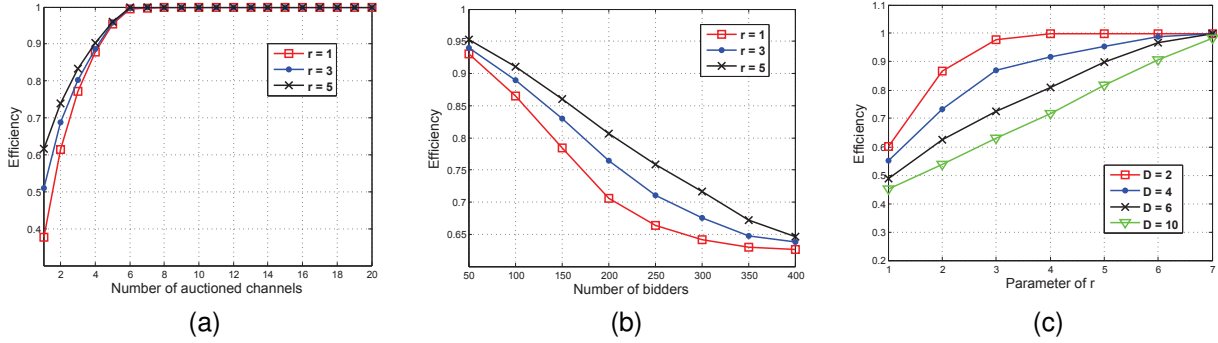 1
0.9
0.8
0.7
0.6
0.5
0.4
Efficiency
2 4 6 8 10 12 14 16 18 20
Number of auctioned channels
r = 1
r = 3
r = 5
(a)
0.95
0.9
0.85
0.8
0.75
0.7
0.65
Efficiency
50 100 150 200 250 300 350 400
Number of bidders
r = 1
r = 3
r = 5
(b)
1.1
1
0.9
0.8
0.7
0.6
0.5
0.4
0.3
0.2
Efficiency
1 2 3 4 5 6 7
Parameter of r
D = 2
D = 4
D = 6
D = 10
(c)